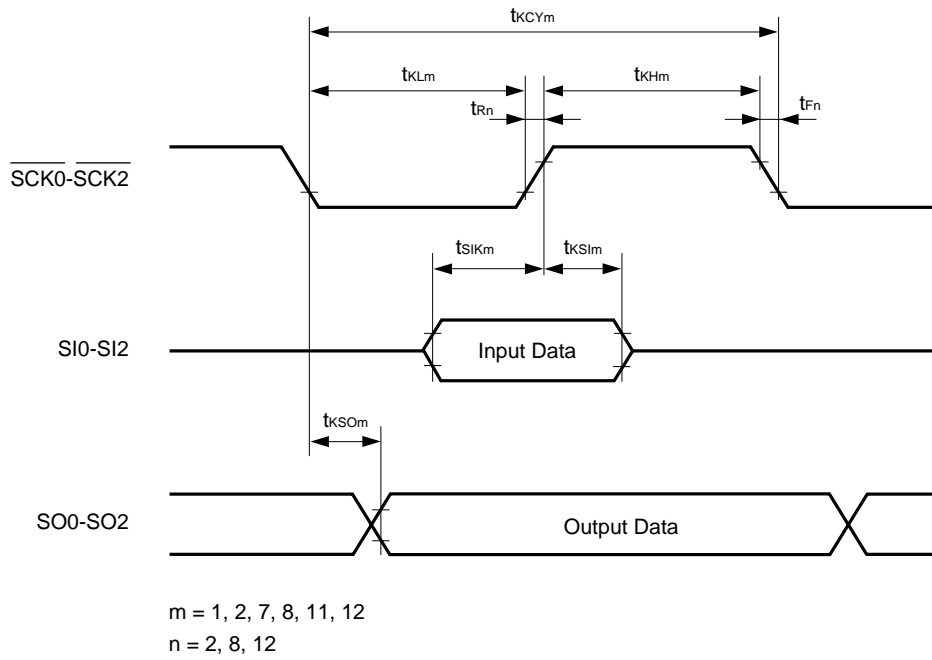 tKCYm
tKLm
tKHm
tRn
tFn
SCK0-SCK2
tSIKm
tKSIm
SI0-SI2
Input Data
tKSOm
SO0-SO2
Output Data
m = 1, 2, 7, 8, 11, 12
n = 2, 8, 12